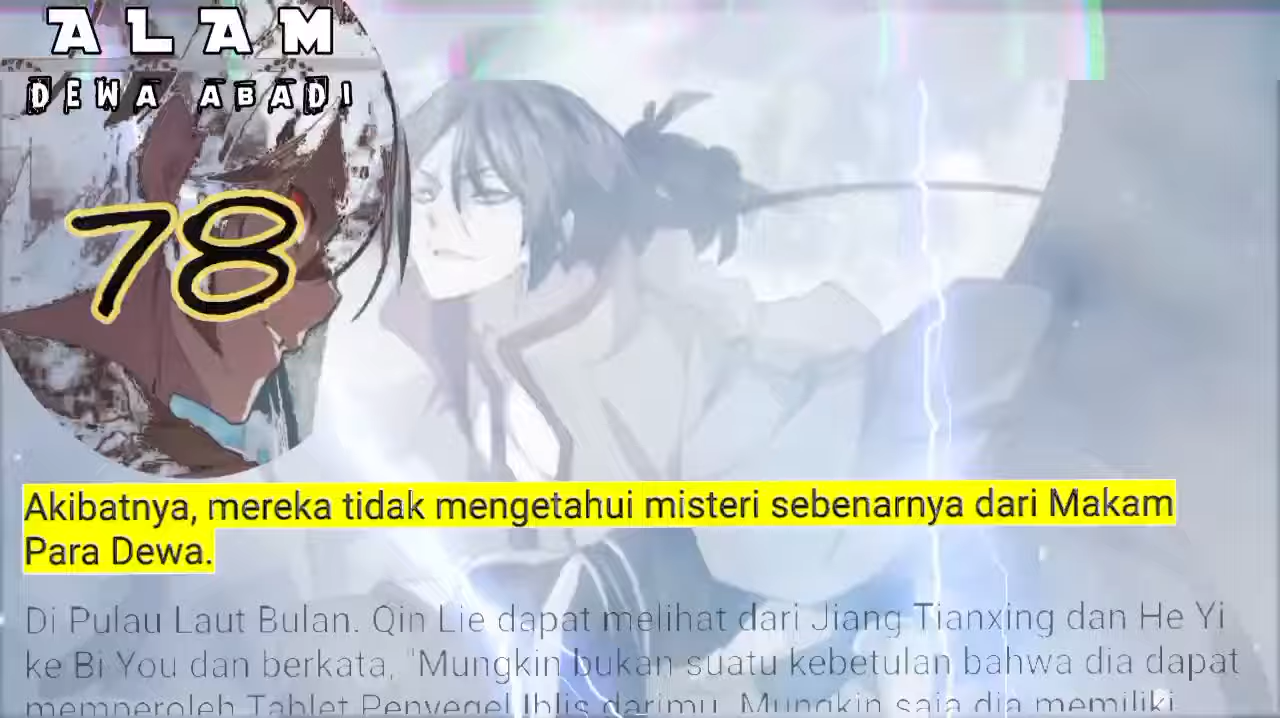 ALAM
DEWA ABADI
78
Akibatnya, mereka tidak mengetahui misteri sebenarnya dari Makam
Para Dewa.
Di Pulau Laut Bulan. Qin Lie dapat melihat dari Jiang Tianxing dan He Yi
ke Bi You dan berkata, "Mungkin bukan suatu kebetulan bahwa dia dapat
memperoleh Tablet Penyegel Iblis darimu. Mungkin saja dia memiliki